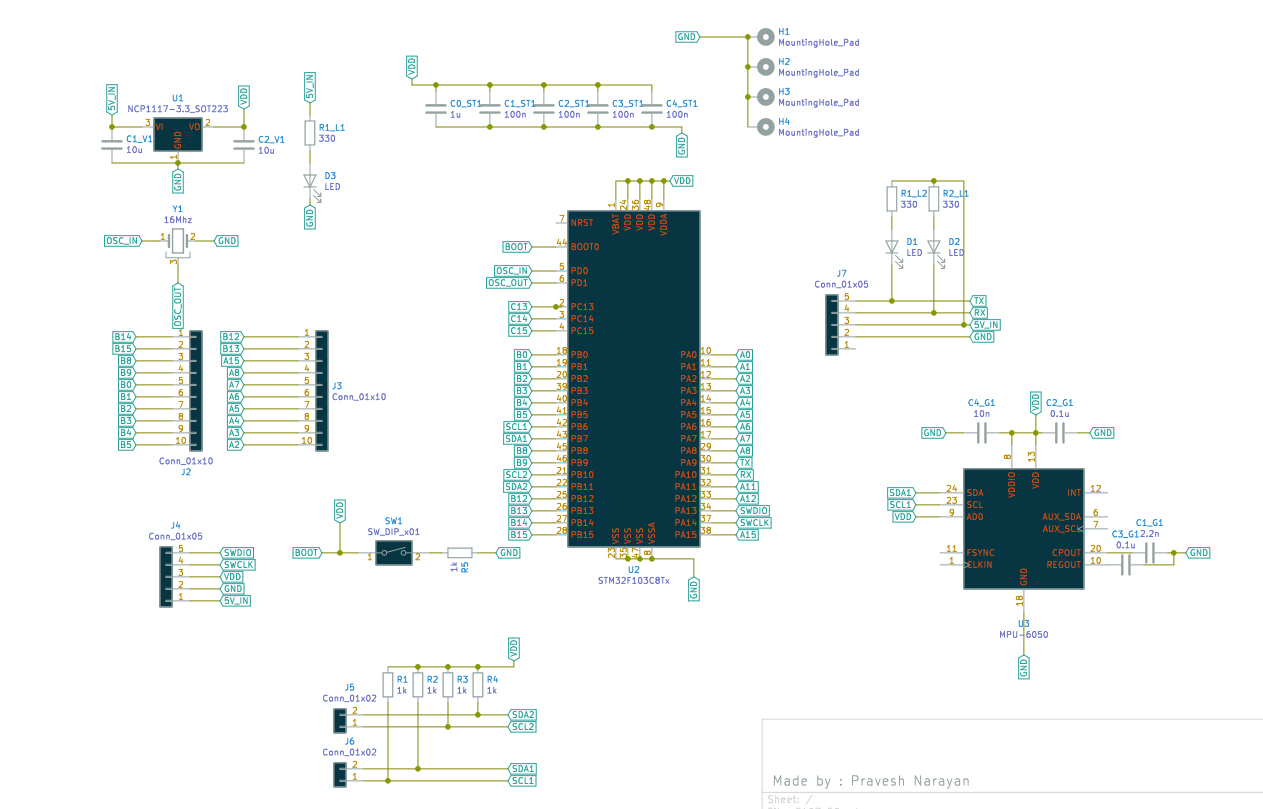 GND
H1
MountingHole_Pad
H2
MountingHole_Pad
H3
MountingHole_Pad
H4
MountingHole_Pad
VDD
C0_ST1
1u
C1_ST1
100n
C2_ST1
100n
C3_ST1
100n
C4_ST1
100n
GND
5V_IN
U1
NCP1117-3.3_SOT223
VDD
3 VI
VO 2
GND
1
C1_V1
10u
C2_V1
10u
GND
5V_IN
R1_L1
330
D3
LED
GND
Y1
16Mhz
OSC_IN
1
2
GND
3
OSC_OUT
VDD
1
24
36
48
9
VBAT
VDD
VDD
VDD
VDDA
7 NRST
BOOT 44 BOOT0
OSC_IN 5 PD0
OSC_OUT 6 PD1
C13 2 PC13
C14 3 PC14
C15 4 PC15
B0 18 PB0
B1 19 PB1
B2 20 PB2
B3 39 PB3
B4 40 PB4
B5 41 PB5
SCL1 42 PB6
SDA1 43 PB7
B8 45 PB8
B9 46 PB9
SCL2 21 PB10
SDA2 22 PB11
B12 25 PB12
B13 26 PB13
B14 27 PB14
B15 28 PB15
PA0 10 A0
PA1 11 A1
PA2 12 A2
PA3 13 A3
PA4 14 A4
PA5 15 A5
PA6 16 A6
PA7 17 A7
PA8 29 A8
PA9 30 TX
PA10 31 RX
PA11 32 A11
PA12 33 A12
PA13 34 SWDIO
PA14 37 SWCLK
PA15 38 A15
VSS
VSS
VSS
VSSA
23
35
47
8
U2
STM32F103C8Tx
GND
R1_L2
330
R2_L1
330
D1
LED
D2
LED
J7
Conn_01x05
5 TX
4 RX
3 5V_IN
2 GND
1
B14 1
B15 2
B8 3
B9 4
B0 5
B1 6
B2 7
B3 8
B4 9
B5 10
Conn_01x10
J2
B12 1
B13 2
A15 3
A8 4
A7 5
A6 6
A5 7
A4 8
A3 9
A2 10
J3
Conn_01x10
C4_G1
10n
VDD
C2_G1
0.1u
GND
GND
8
13
VDDIO
VDD
SDA1 24 SDA
SCL1 23 SCL
VDD 9 AD0
11 FSYNC
1 CLKIN
INT 12
AUX_SDA 6
AUX_SCL 7
CPOUT 20
REGOUT 10
GND
18
C1_G1
2.2n
C3_G1
0.1u
GND
U3
MPU-6050
GND
J4
Conn_01x05
5 SWDIO
4 SWCLK
3 VDD
2 GND
1 5V_IN
VDD
BOOT
SW1
SW_DIP_x01
1
2
1k
R5
GND
VDD
R1
1k
R2
1k
R3
1k
R4
1k
J5
Conn_01x02
2 SDA2
1 SCL2
J6
Conn_01x02
2 SDA1
1 SCL1
Made by : Pravesh Narayan
Sheet: /